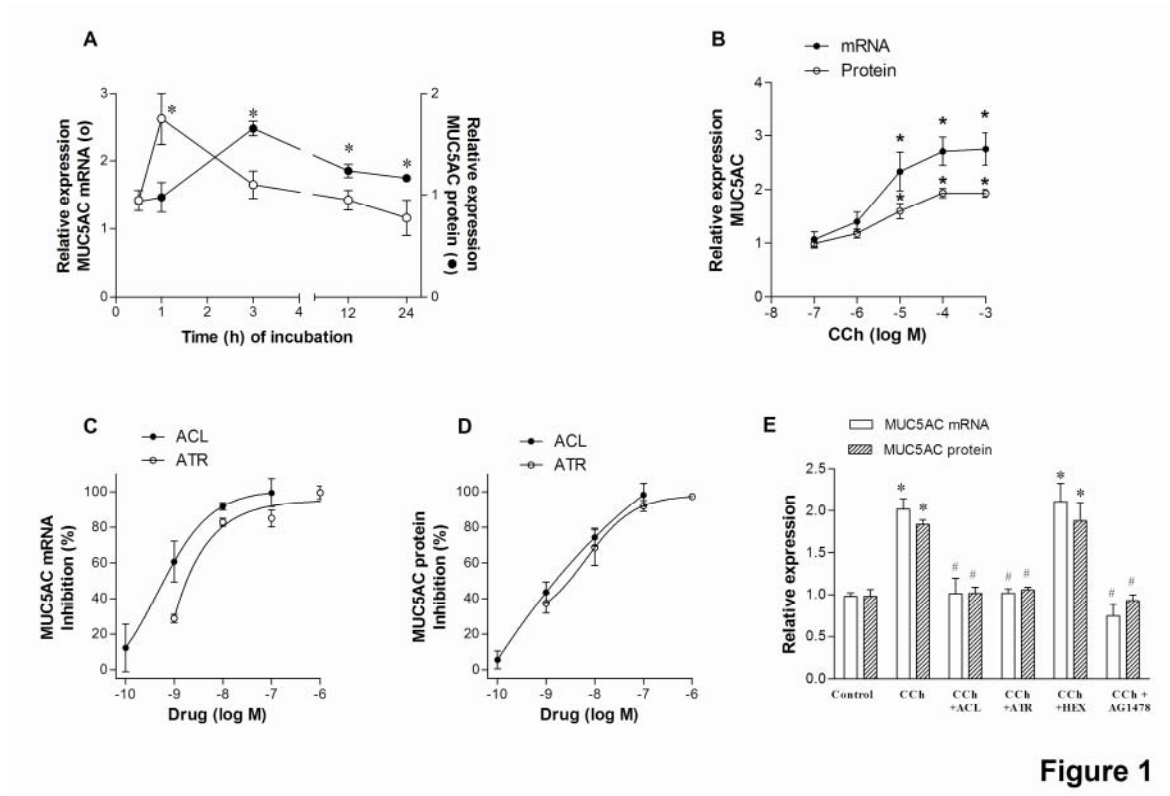 A
Relative expression
MUC5AC mRNA (o)
3
2
1
0
Relative expression
MUC5AC protein (●)
2
1
0
*
*
*
*
0 1 2 3 4 12 24
Time (h) of incubation
B
mRNA
Protein
Relative expression
MUC5AC
4
3
2
1
0
*
*
*
*
*
*
-8 -7 -6 -5 -4 -3
CCh (log M)
C
ACL
ATR
MUC5AC mRNA
Inhibition (%)
100
80
60
40
20
0
-10 -9 -8 -7 -6
Drug (log M)
D
ACL
ATR
MUC5AC protein
Inhibition (%)
100
80
60
40
20
0
-10 -9 -8 -7 -6
Drug (log M)
E
MUC5AC mRNA
MUC5AC protein
Relative expression
2.5
2.0
1.5
1.0
0.5
0.0
* * # # # # * * # #
Control CCh CCh CCh CCh CCh +
+ACL +ATR +HEX AG1478
Figure 1